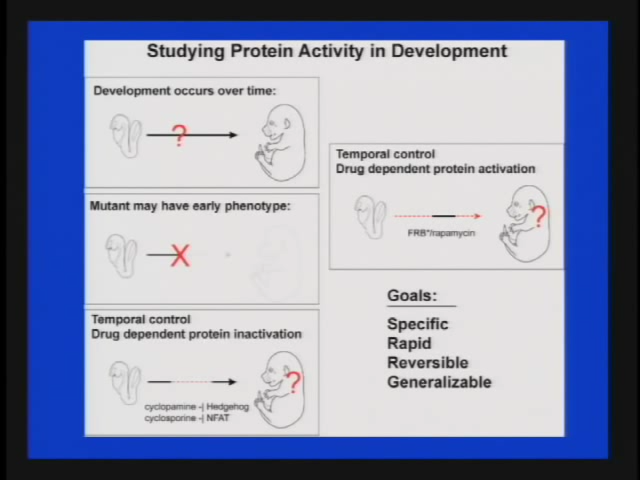 Studying Protein Activity in Development
Development occurs over time:
?
Mutant may have early phenotype:
X
Temporal control
Drug dependent protein inactivation
?
cyclopamine -| Hedgehog
cyclosporine -| NFAT
Temporal control
Drug dependent protein activation
?
FRB*/rapamycin
Goals:
Specific
Rapid
Reversible
Generalizable